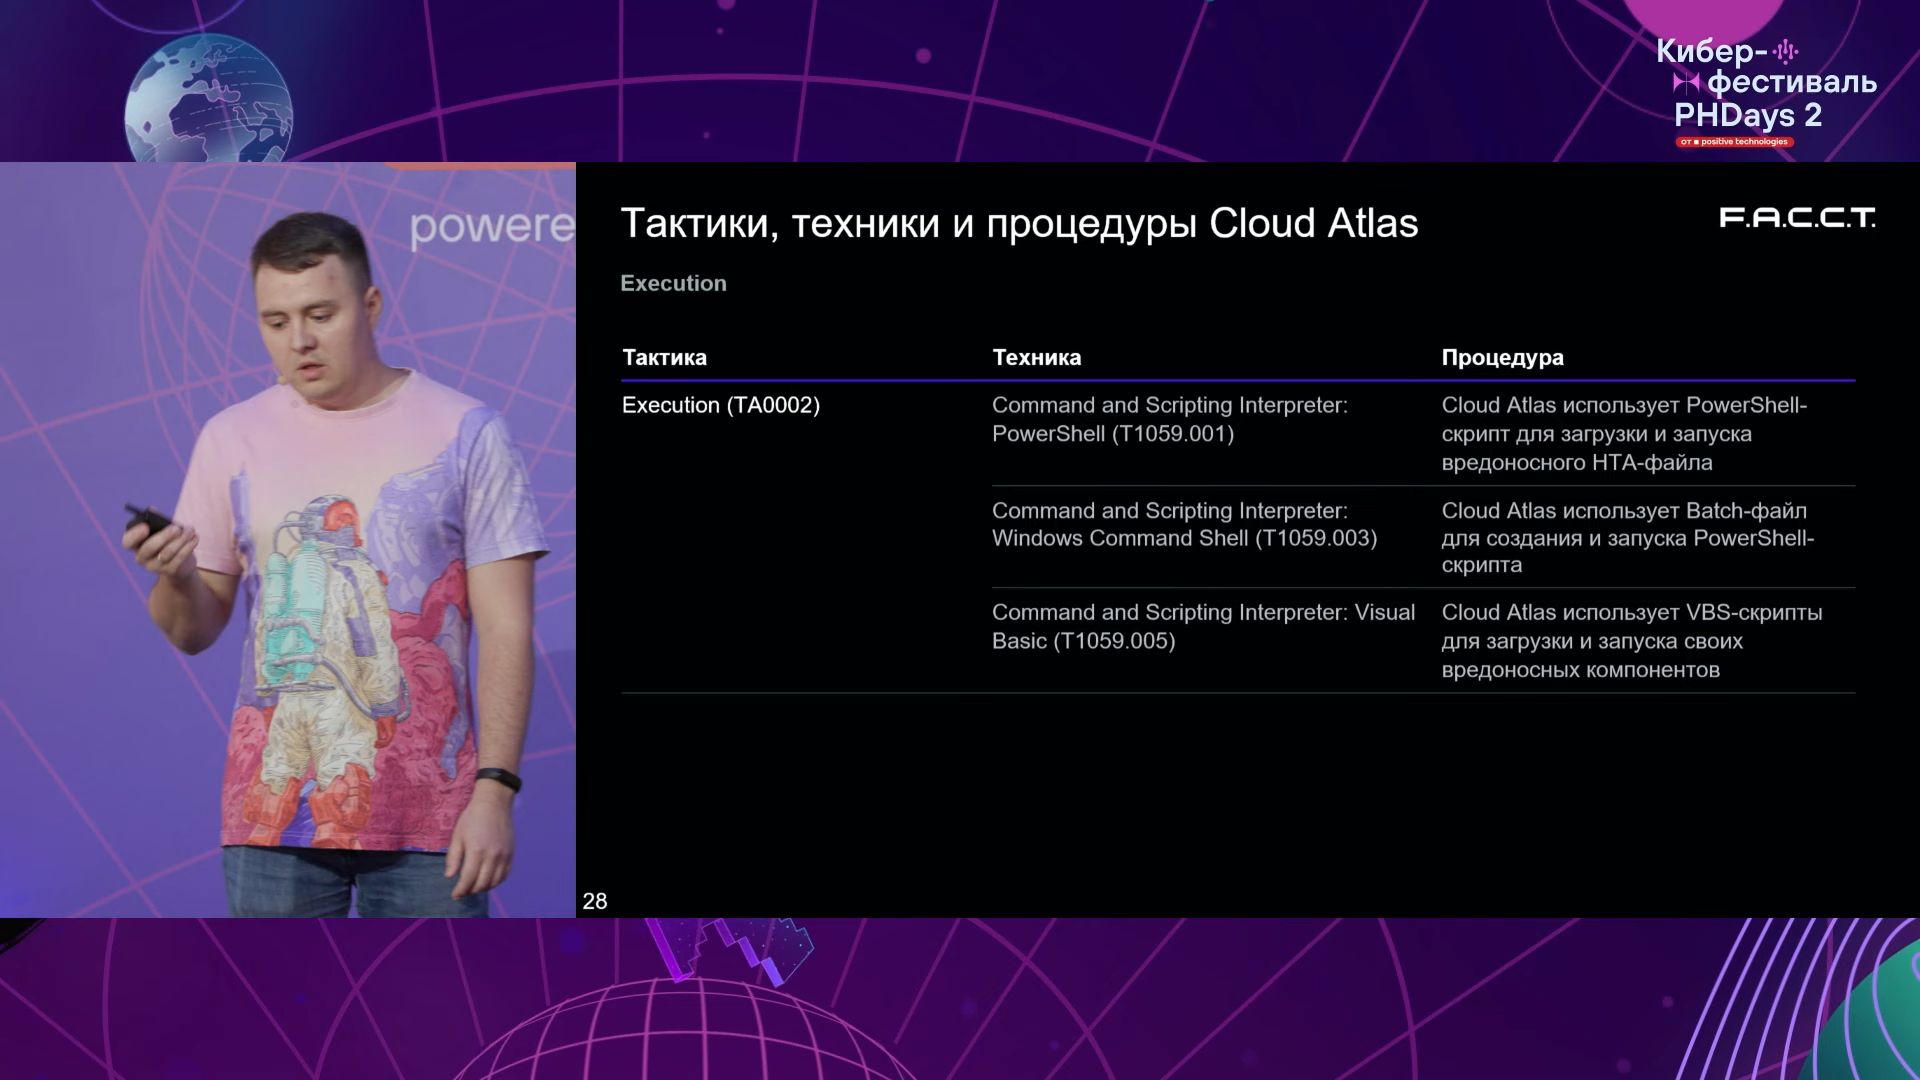 Кибер-
фестиваль
PHDays 2
от positive technologies
powere
Тактики, техники и процедуры Cloud Atlas
F.A.C.C.T.
Execution
Тактика
Техника
Процедура
Execution (TA0002)
Command and Scripting Interpreter:
PowerShell (T1059.001)
Cloud Atlas использует PowerShell-
скрипт для загрузки и запуска
вредоносного HTA-файла
Command and Scripting Interpreter:
Windows Command Shell (T1059.003)
Cloud Atlas использует Batch-файл
для создания и запуска PowerShell-
скрипта
Command and Scripting Interpreter: Visual
Basic (T1059.005)
Cloud Atlas использует VBS-скрипты
для загрузки и запуска своих
вредоносных компонентов
28